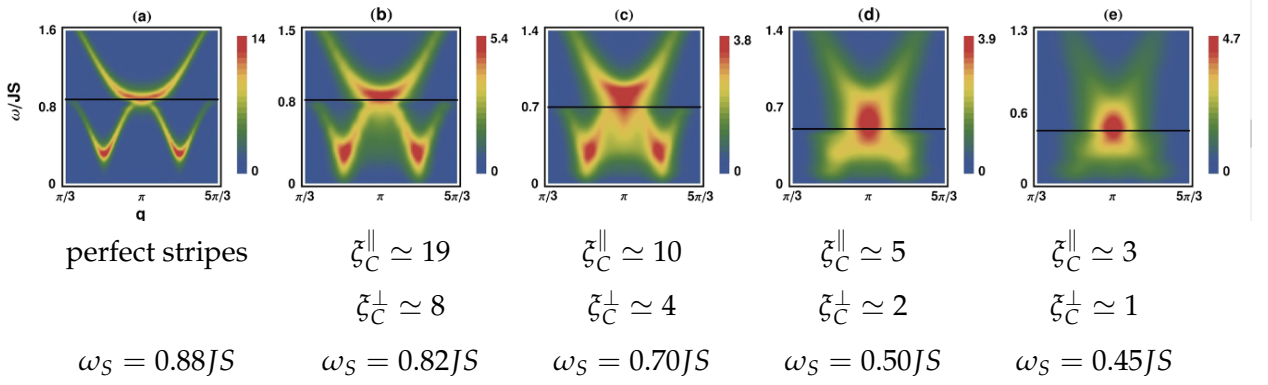 (a) (b) (c) (d) (e)
1.6 14 1.5 5.4 1.4 3.8 1.4 3.9 1.3 4.7
ω/JS
0.8 0.8 0.7 0.7 0.6
0 0 0 0 0 0 0 0 0 0
π/3 π 5π/3 π/3 π 5π/3 π/3 π 5π/3 π/3 π 5π/3 π/3 π 5π/3
q
perfect stripes ξ_C^∥ ≃ 19 ξ_C^∥ ≃ 10 ξ_C^∥ ≃ 5 ξ_C^∥ ≃ 3
ξ_C^⊥ ≃ 8 ξ_C^⊥ ≃ 4 ξ_C^⊥ ≃ 2 ξ_C^⊥ ≃ 1
ω_S = 0.88JS ω_S = 0.82JS ω_S = 0.70JS ω_S = 0.50JS ω_S = 0.45JS